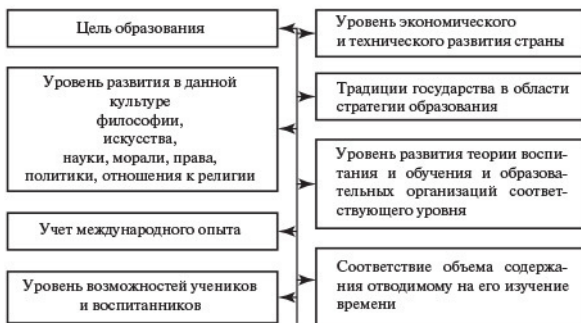 Цель образования
Уровень развития в данной
культуре
философии,
искусства,
науки, морали, права,
политики, отношения к религии
Учет международного опыта
Уровень возможностей учеников
и воспитанников
Уровень экономического
и технического развития страны
Традиции государства в области
стратегии образования
Уровень развития теории воспи-
тания и обучения и образова-
тельных организаций соответ-
ствующего уровня
Соответствие объема содержа-
ния отводимому на его изучение
времени